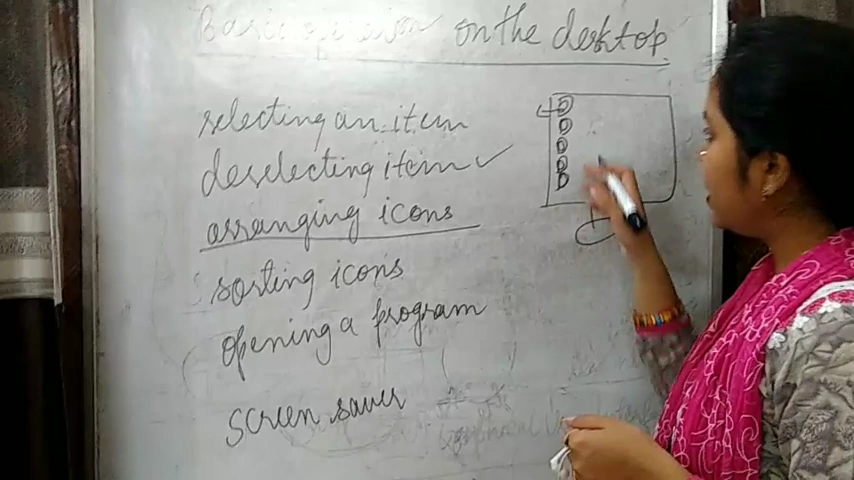 Basic operation on the desktop
selecting an item
deselecting item
arranging icons
sorting icons
opening a program
screen saver